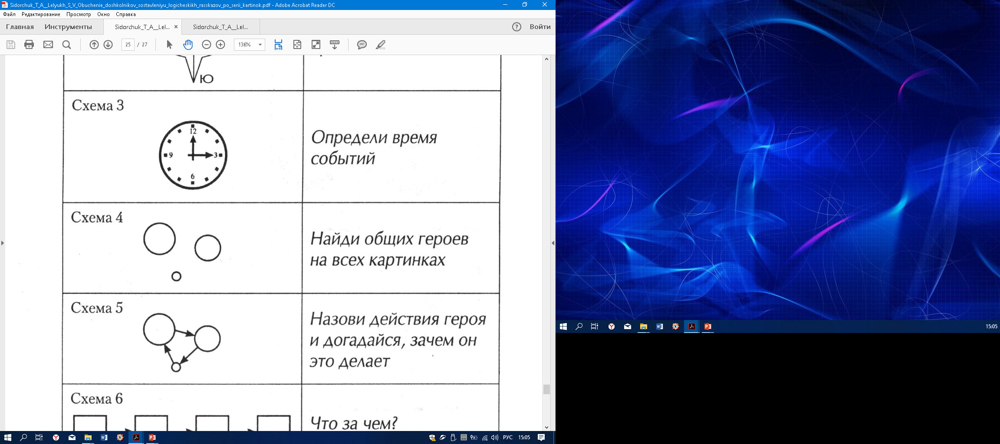 Sidorchuk_T_A__Lelyukh_S_V_Obuchenie_doshkolnikov_sostavleniyu_logicheskikh_rasskazov_po_serii_kartinok.pdf - Adobe Acrobat Reader DC
Файл Редактирование Просмотр Окно Справка
Главная Инструменты Sidorchuk_T_A__Lel... × Sidorchuk_T_A__Lel... Войти
25 / 27 136%
Ю
Схема 3
12
9 3
6
Определи время
событий
Схема 4
Найди общих героев
на всех картинках
Схема 5
Назови действия героя
и догадайся, зачем он
это делает
Схема 6
Что за чем?
РУС 15:05
15:05